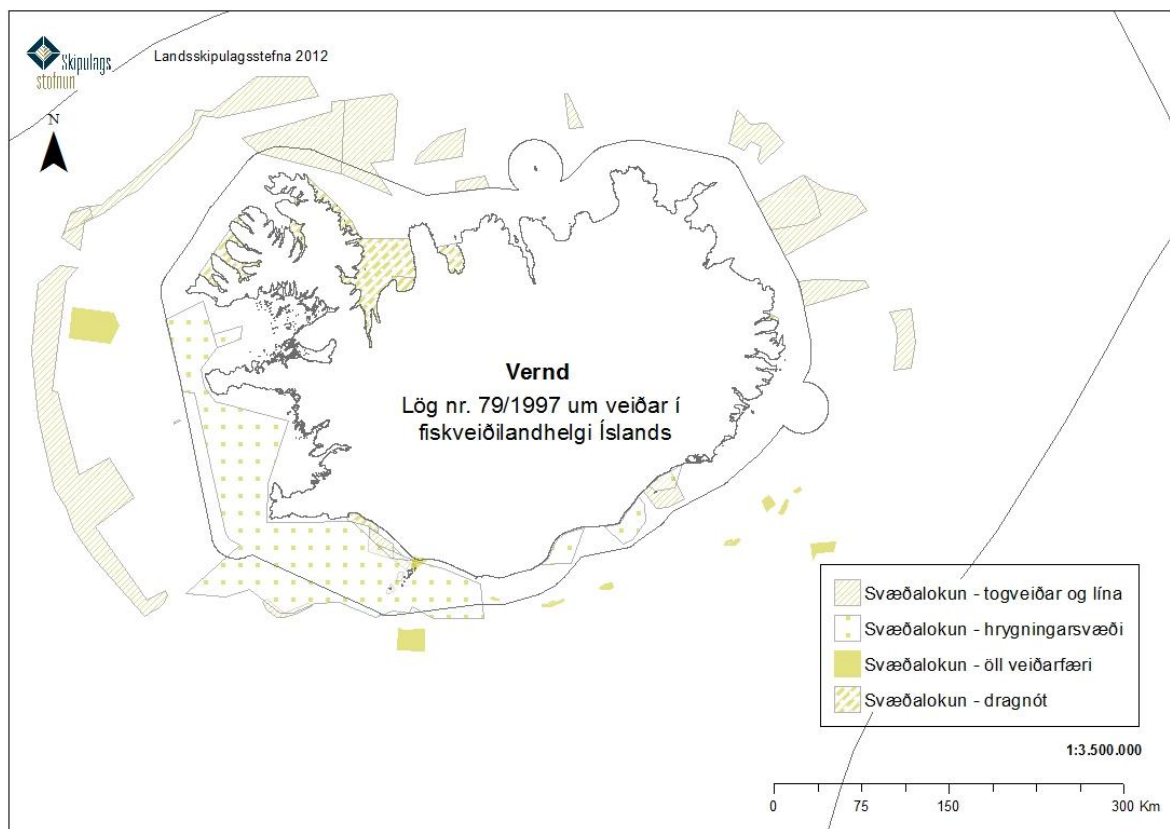 Skipulags
stofnun
Landsskipulagsstefna 2012
N
Vernd
Lög nr. 79/1997 um veiðar í
fiskveiðilandhelgi Íslands
Svæðalokun - togveiðar og lína
Svæðalokun - hrygningarsvæði
Svæðalokun - öll veiðarfæri
Svæðalokun - dragnót
1:3.500.000
0 75 150 300 Km